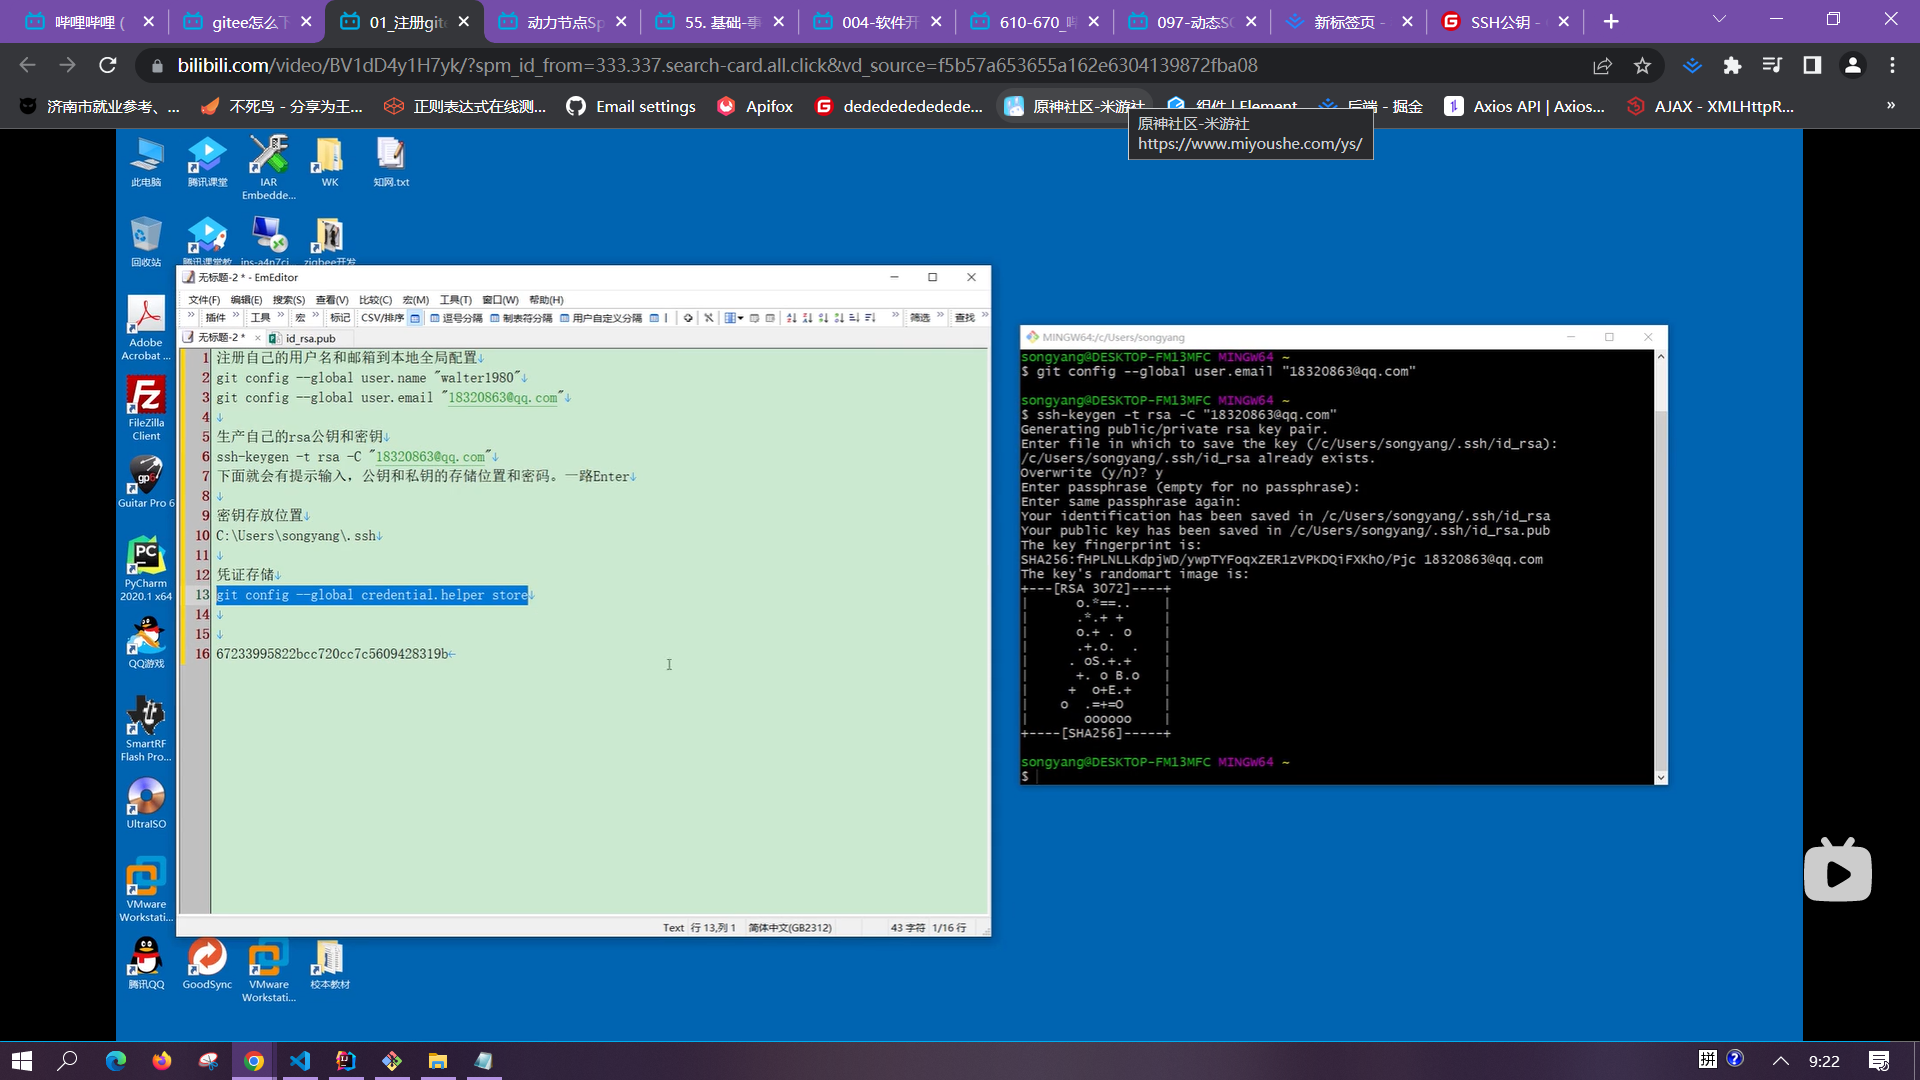 哔哩哔哩 (
gitee怎么下
01_注册gite
动力节点Sp
55. 基础-事
004-软件开
610-670_哔
097-动态SQ
新标签页 -
SSH公钥 -
bilibili.com/video/BV1dD4y1H7yk/?spm_id_from=333.337.search-card.all.click&vd_source=f5b57a653655a162e6304139872fba08
济南市就业参考、...
不死鸟 - 分享为王...
正则表达式在线测...
Email settings
Apifox
dedededededede...
原神社区-米游社
组件 | Element
后端 - 掘金
Axios API | Axios...
AJAX - XMLHttpR...
»
原神社区-米游社
https://www.miyoushe.com/ys/
此电脑
腾讯课堂
IAR
Embedde...
WK
知网.txt
回收站
腾讯课堂教
ins-a4n7ci
zigbee开发
Adobe
Acrobat ...
FileZilla
Client
Guitar Pro 6
PyCharm
2020.1 x64
QQ游戏
SmartRF
Flash Pro...
UltraISO
VMware
Workstati...
腾讯QQ
GoodSync
VMware
Workstati...
校本教材
无标题-2 * - EmEditor
文件(F) 编辑(E) 搜索(S) 查看(V) 比较(C) 宏(M) 工具(T) 窗口(W) 帮助(H)
» 插件 » 工具 » 宏 » 标记 CSV/排序 逗号分隔 制表符分隔 用户自定义分隔 » 筛选 » 查找 »
无标题-2 * × id_rsa.pub
1 注册自己的用户名和邮箱到本地全局配置↓
2 git config --global user.name "walter1980"↓
3 git config --global user.email "18320863@qq.com"↓
4 ↓
5 生产自己的rsa公钥和密钥↓
6 ssh-keygen -t rsa -C "18320863@qq.com"↓
7 下面就会有提示输入，公钥和私钥的存储位置和密码。一路Enter↓
8 ↓
9 密钥存放位置↓
10 C:\Users\songyang\.ssh↓
11 ↓
12 凭证存储↓
13 git config --global credential.helper store↓
14 ↓
15 ↓
16 67233995822bcc720cc7c5609428319b←
Text 行 13,列 1 简体中文(GB2312) 43 字符 1/16 行
MINGW64:/c/Users/songyang
songyang@DESKTOP-FM13MFC MINGW64 ~
$ git config --global user.email "18320863@qq.com"
songyang@DESKTOP-FM13MFC MINGW64 ~
$ ssh-keygen -t rsa -C "18320863@qq.com"
Generating public/private rsa key pair.
Enter file in which to save the key (/c/Users/songyang/.ssh/id_rsa):
/c/Users/songyang/.ssh/id_rsa already exists.
Overwrite (y/n)? y
Enter passphrase (empty for no passphrase):
Enter same passphrase again:
Your identification has been saved in /c/Users/songyang/.ssh/id_rsa
Your public key has been saved in /c/Users/songyang/.ssh/id_rsa.pub
The key fingerprint is:
SHA256:fHPLNLLKdpjWD/ywpTYFoqxZER1zVPKDQiFXKhO/Pjc 18320863@qq.com
The key's randomart image is:
+---[RSA 3072]----+
|      o.*==..    |
|      .*.+ +     |
|      o.+ . o    |
|      .+.o.  .   |
|    . oS.+.+     |
|      +. o B.o   |
|     +  o+E.+    |
|    o  .=+=O     |
|       oooooo    |
+----[SHA256]-----+
songyang@DESKTOP-FM13MFC MINGW64 ~
$
拼
9:22